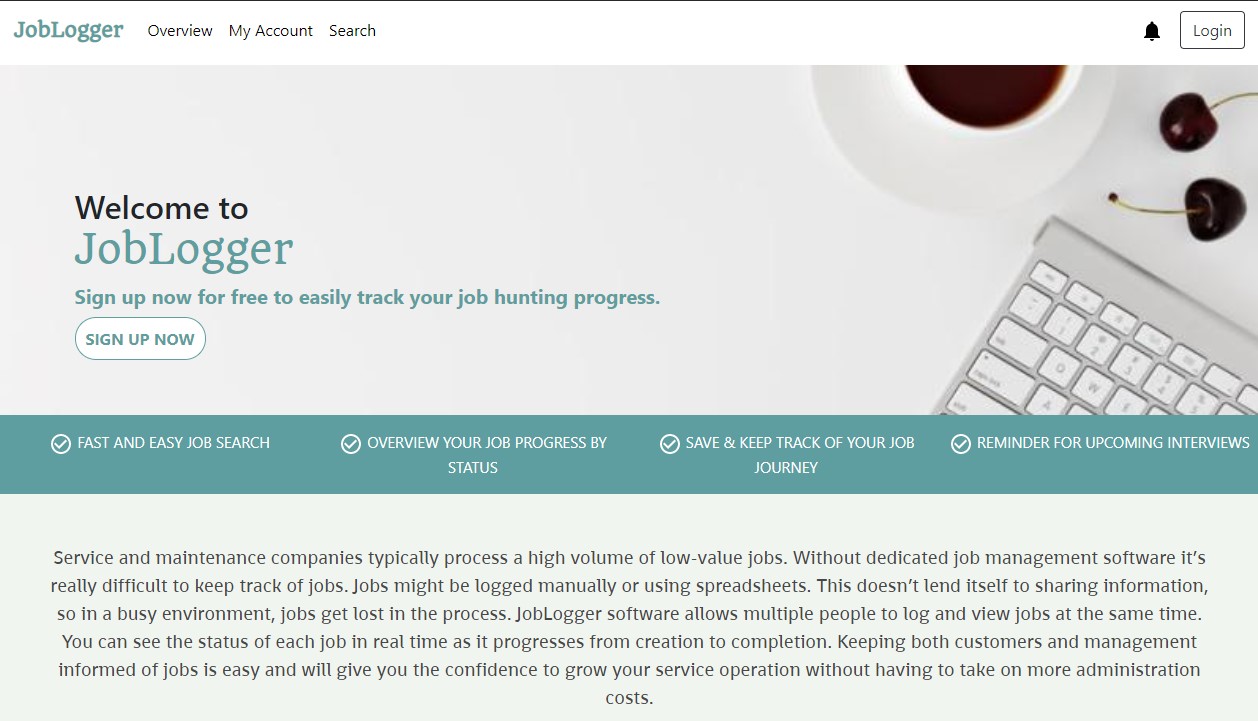 JobLogger Overview My Account Search Login
Welcome to
JobLogger
Sign up now for free to easily track your job hunting progress.
SIGN UP NOW
FAST AND EASY JOB SEARCH
OVERVIEW YOUR JOB PROGRESS BY
STATUS
SAVE & KEEP TRACK OF YOUR JOB
JOURNEY
REMINDER FOR UPCOMING INTERVIEWS
Service and maintenance companies typically process a high volume of low-value jobs. Without dedicated job management software it’s
really difficult to keep track of jobs. Jobs might be logged manually or using spreadsheets. This doesn’t lend itself to sharing information,
so in a busy environment, jobs get lost in the process. JobLogger software allows multiple people to log and view jobs at the same time.
You can see the status of each job in real time as it progresses from creation to completion. Keeping both customers and management
informed of jobs is easy and will give you the confidence to grow your service operation without having to take on more administration
costs.